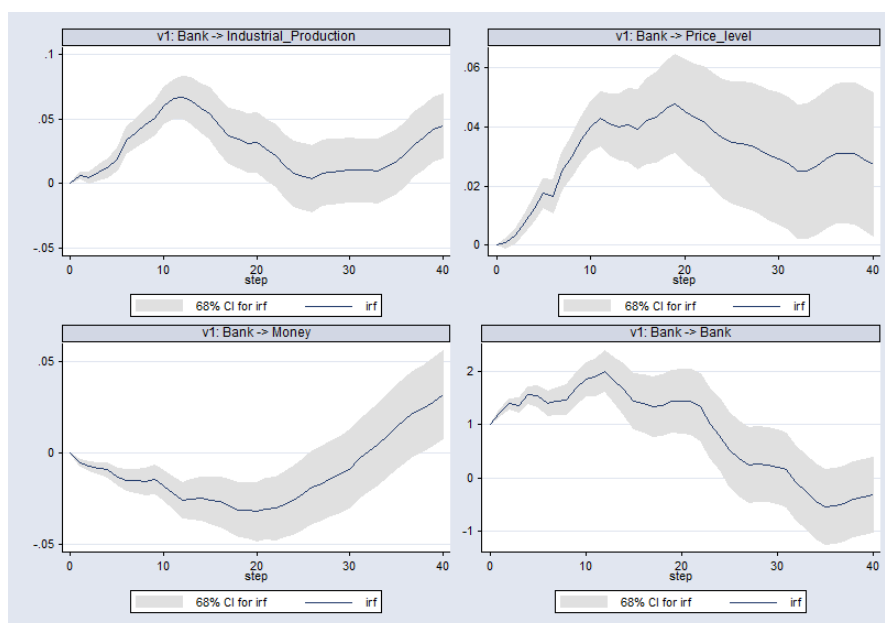 v1: Bank -> Industrial_Production
.1
.05
0
-.05
0 10 20 30 40
step
68% CI for irf irf
v1: Bank -> Price_level
.06
.04
.02
0
0 10 20 30 40
step
68% CI for irf irf
v1: Bank -> Money
.05
0
-.05
0 10 20 30 40
step
68% CI for irf irf
v1: Bank -> Bank
2
1
0
-1
0 10 20 30 40
step
68% CI for irf irf